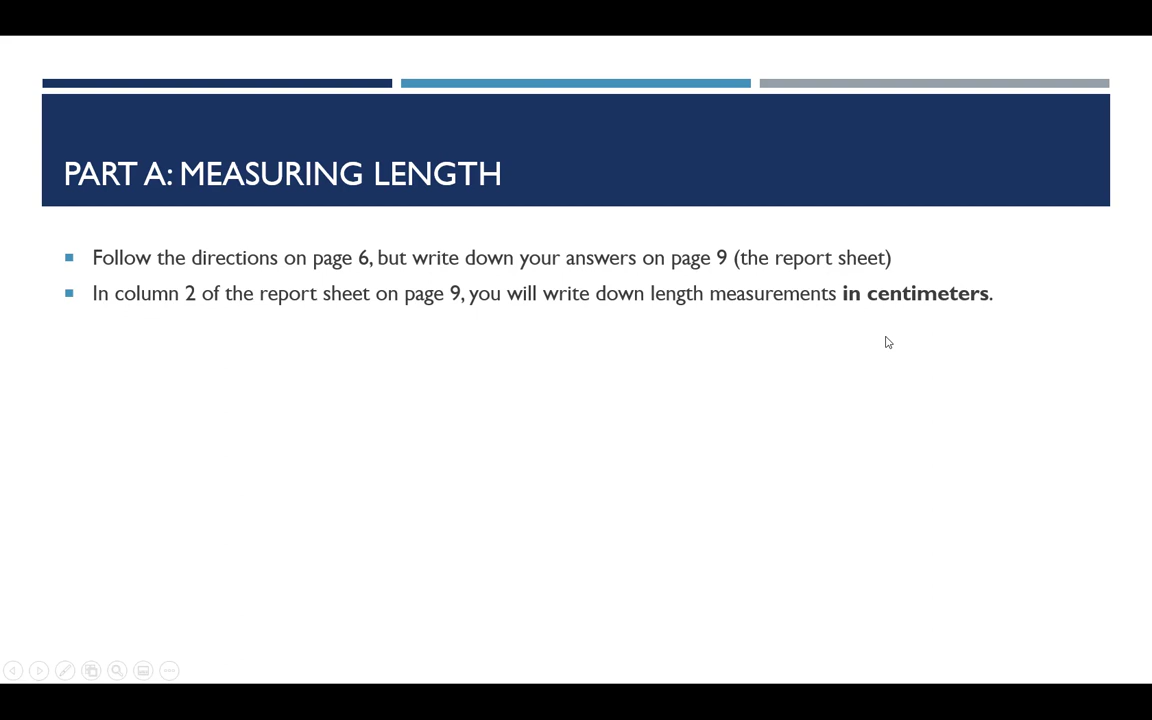 PART A: MEASURING LENGTH
Follow the directions on page 6, but write down your answers on page 9 (the report sheet)
In column 2 of the report sheet on page 9, you will write down length measurements in centimeters.